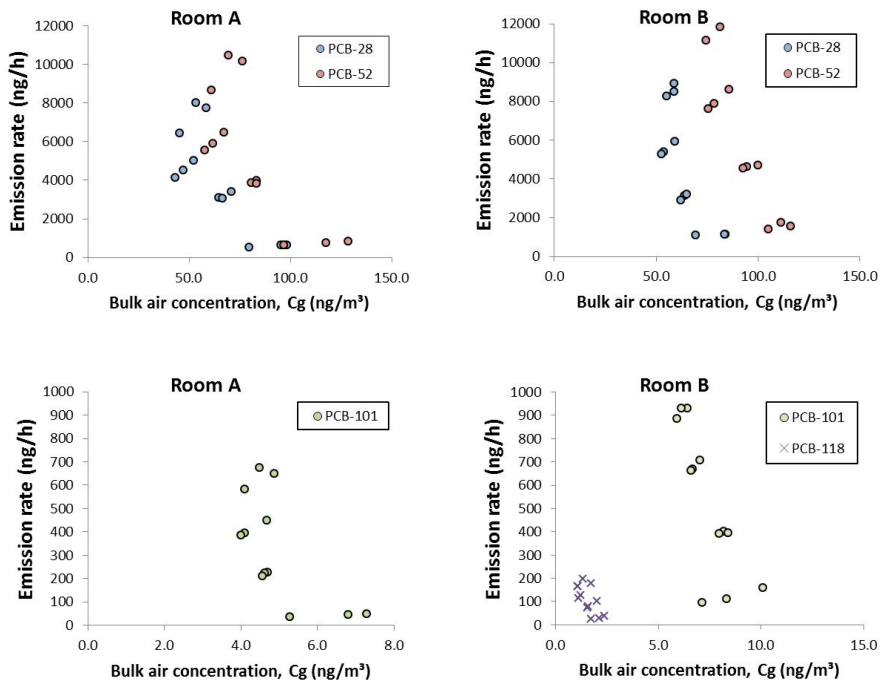 Room A
Emission rate (ng/h)
12000
10000
8000
6000
4000
2000
0
0.0 50.0 100.0 150.0
Bulk air concentration, Cg (ng/m³)
PCB-28
PCB-52
Room B
Emission rate (ng/h)
12000
10000
8000
6000
4000
2000
0
0.0 50.0 100.0 150.0
Bulk air concentration, Cg (ng/m³)
PCB-28
PCB-52
Room A
Emission rate (ng/h)
1000
900
800
700
600
500
400
300
200
100
0
0.0 2.0 4.0 6.0 8.0
Bulk air concentration, Cg (ng/m³)
PCB-101
Room B
Emission rate (ng/h)
1000
900
800
700
600
500
400
300
200
100
0
0.0 5.0 10.0 15.0
Bulk air concentration, Cg (ng/m³)
PCB-101
PCB-118